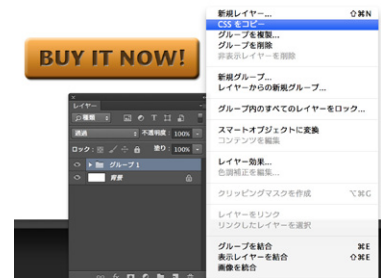 BUY IT NOW!
レイヤー
種類
T
通過
不透明度: 100%
ロック:
塗り: 100%
グループ 1
背景
fx
新規レイヤー... ⇧⌘N
CSS をコピー
グループを複製...
グループを削除
非表示レイヤーを削除
新規グループ...
レイヤーからの新規グループ...
グループ内のすべてのレイヤーをロック...
スマートオブジェクトに変換
コンテンツを編集
レイヤー効果...
色調補正を編集...
クリッピングマスクを作成 ⌥⌘G
レイヤーをリンク
リンクしたレイヤーを選択
グループを結合 ⌘E
表示レイヤーを結合 ⇧⌘E
画像を統合